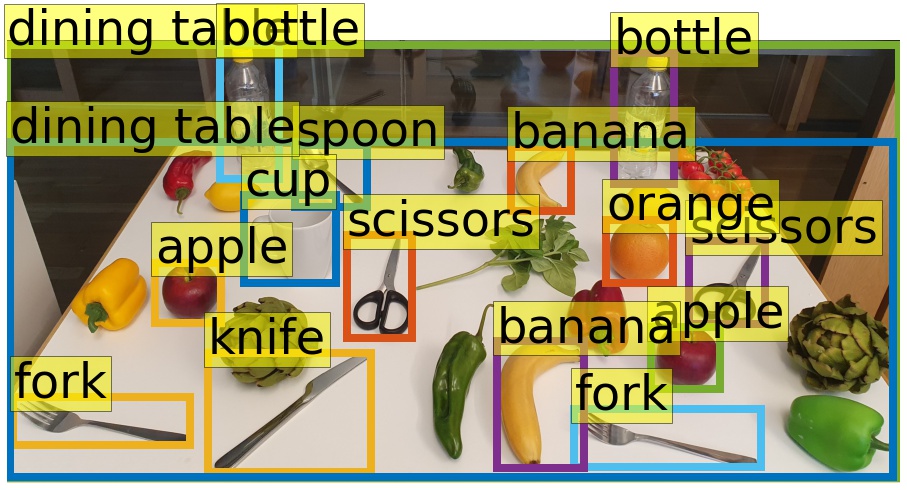 dining table
bottle
bottle
dining table
spoon
banana
cup
scissors
orange
scissors
apple
apple
knife
banana
fork
fork